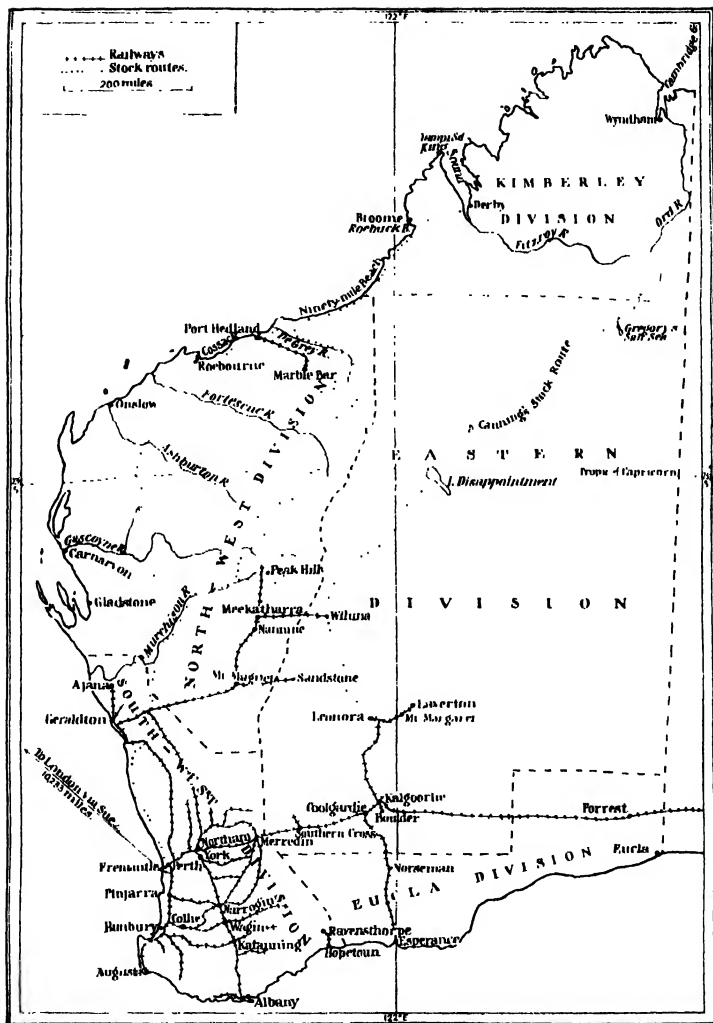 122° E
Railways
Stock routes.
200 miles
Cambridge G.
Wyndham
King Sound
KIMBERLEY
DIVISION
Derby
Ord R
Broome
Roebuck B.
Fitzroy R.
Ninety-mile Beach
Port Hedland
Cossack
De Grey R.
Roebourne
Marble Bar
Gregory's Salt Sea
Canning Stock Route
Onslow
Fortescue R.
Ashburton R.
EASTERN
Tropic of Capricorn
L. Disappointment
NORTH-WEST DIVISION
Gascoyne R.
Carnarvon
Peak Hill
Gladstone
Murchison R
DIVISION
Meekatharra
Wiluna
Nannine
Mt Magnet
Sandstone
Ajana
Geraldton
SOUTH-WEST
DIVISION
Laverton
Leonora
Mt. Margaret
To London via Suez
miles.
Coolgardie
Kalgoorlie
Boulder
Forrest
Southern Cross
Northam
Merredin
York
Fremantle
Perth
Eucla
EUCLA DIVISION
Norseman
Pinjarra
Narrogin
Bunbury
Collie
Wagin
Katanning
Ravensthorpe
Hopetoun
Esperance
Augusta
Albany
122° E